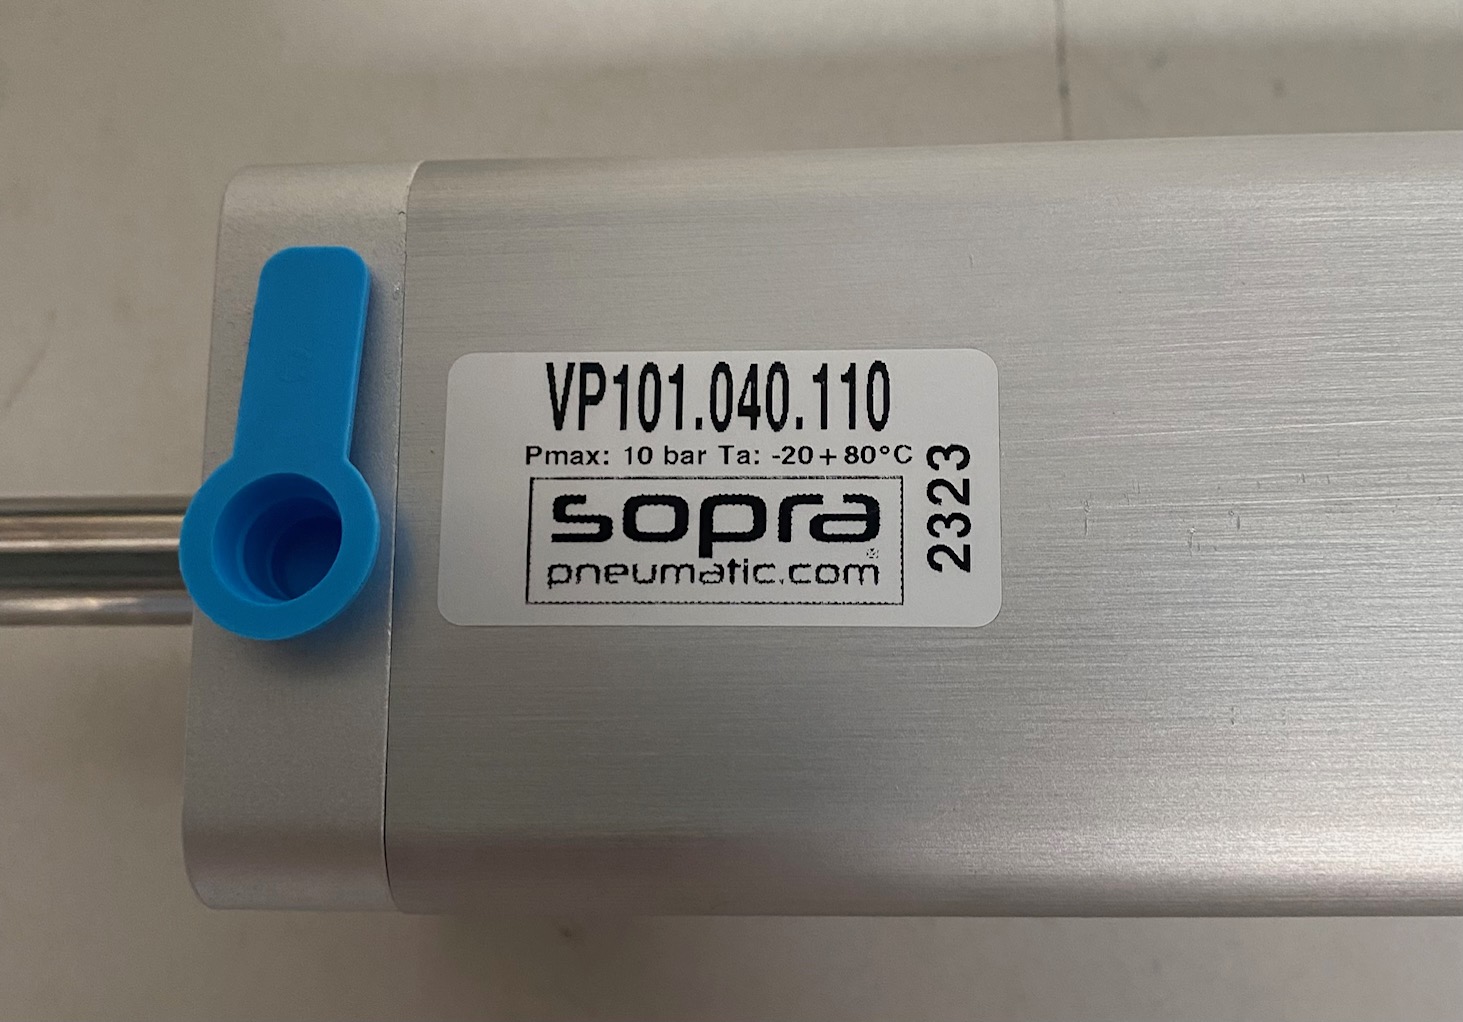 VP101.040.110
Pmax: 10 bar Ta: -20+80°C
sopra
®
pneumatic.com
2323